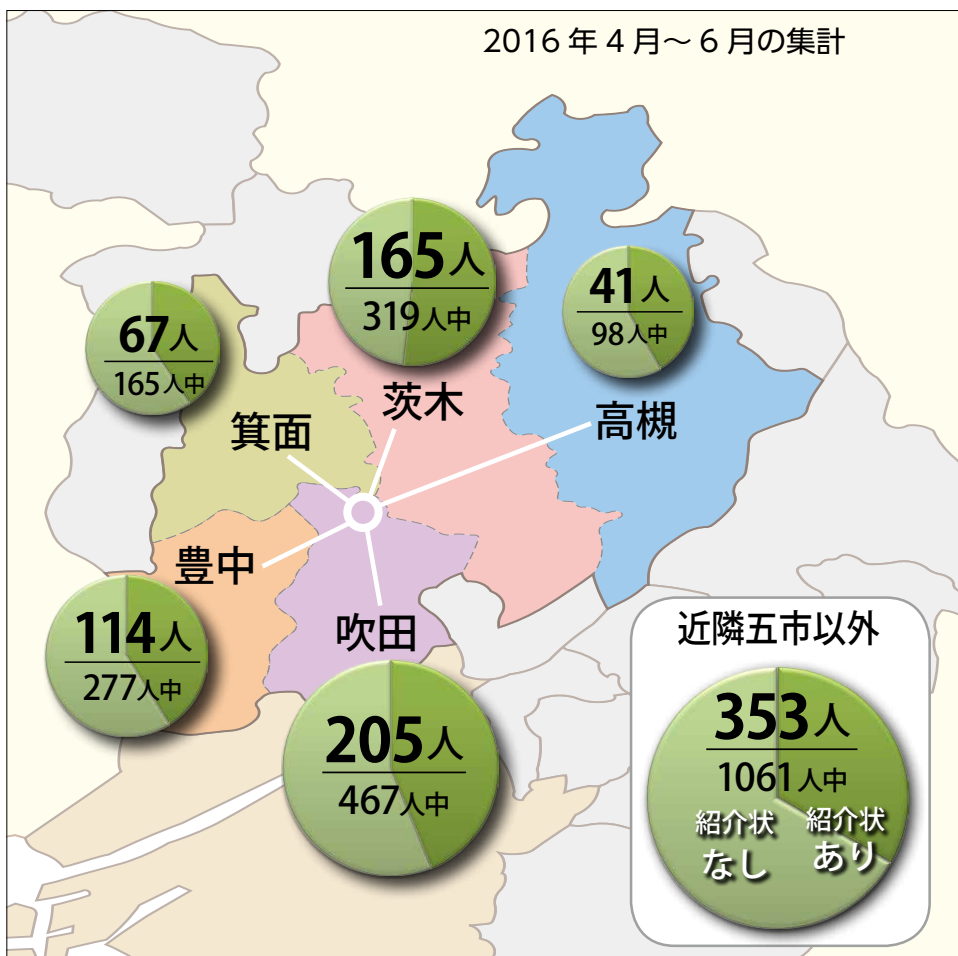 2016年4月～6月の集計
165人
319人中
41人
98人中
67人
165人中
茨木
高槻
箕面
豊中
吹田
114人
277人中
205人
467人中
近隣五市以外
353人
1061人中
紹介状
なし
紹介状
あり